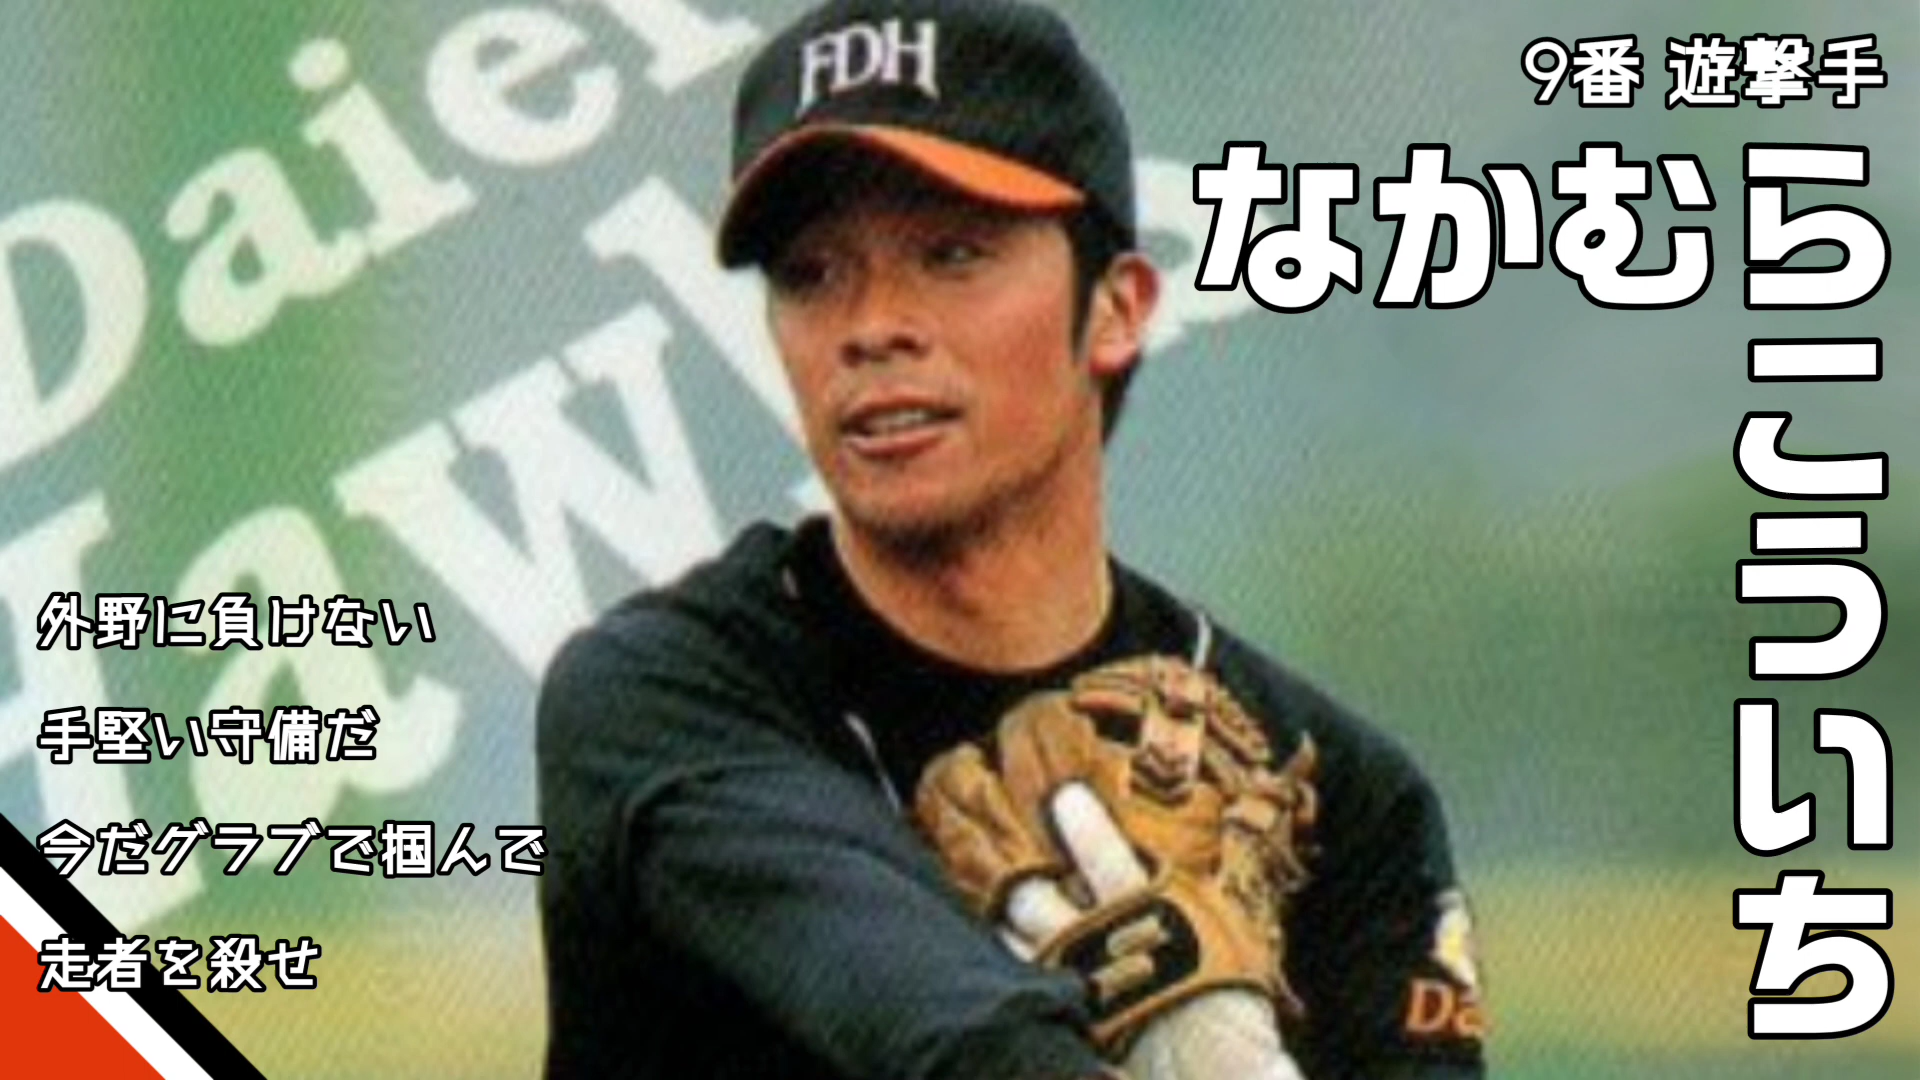 Daiei
Hawks
FDH
9番 遊撃手
なかむらこういち
外野に負けない
手堅い守備だ
今だグラブで掴んで
走者を殺せ
S
Da